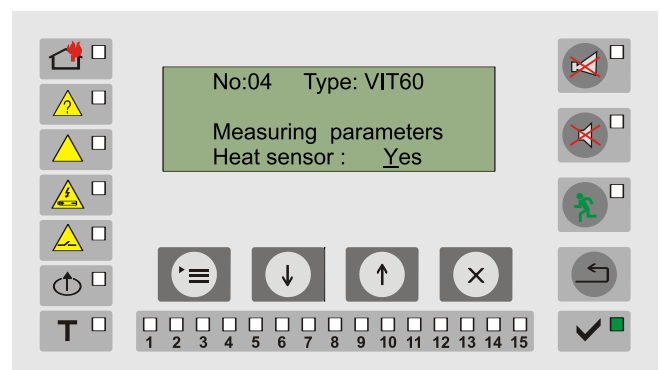 No:04 Type: VIT60
Measuring parameters
Heat sensor : Yes
?
T
1 2 3 4 5 6 7 8 9 10 11 12 13 14 15